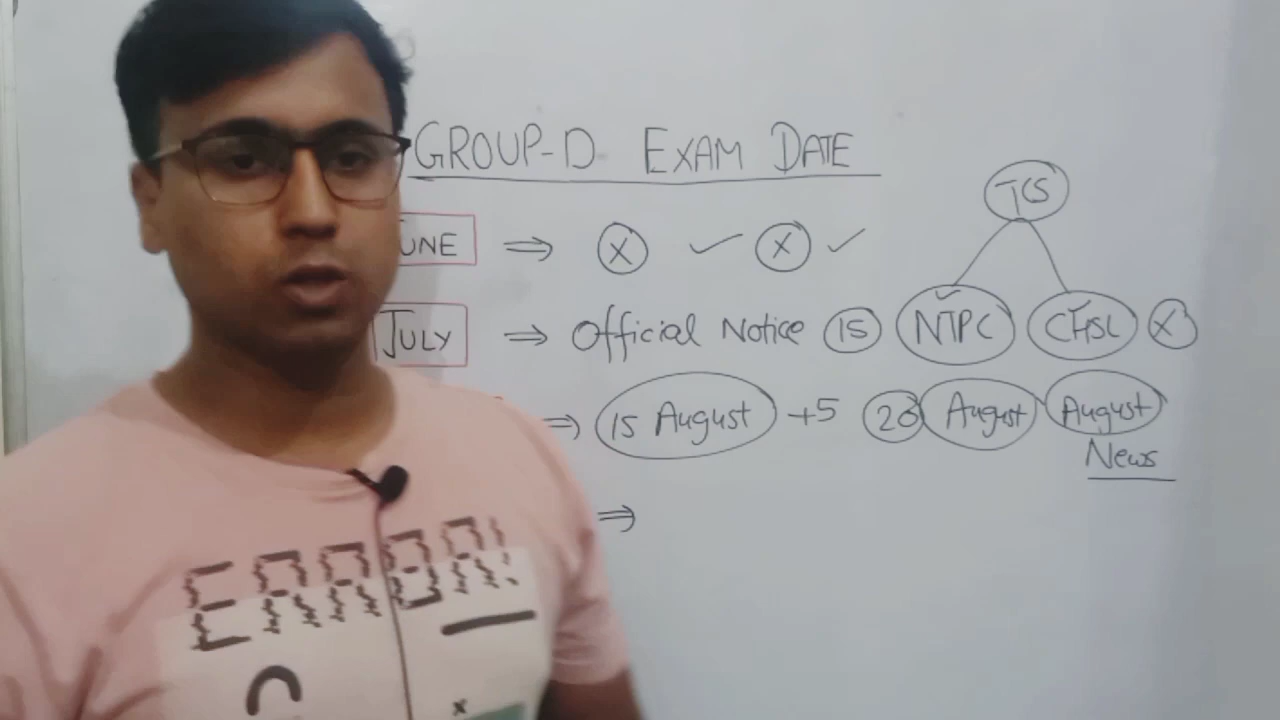 GROUP-D EXAM DATE
TCS
UNE ⇒ X ✓ X ✓
JULY ⇒ Official Notice 15 NTPC CHSL X
⇒ 15 August +5 20 August August
News
⇒